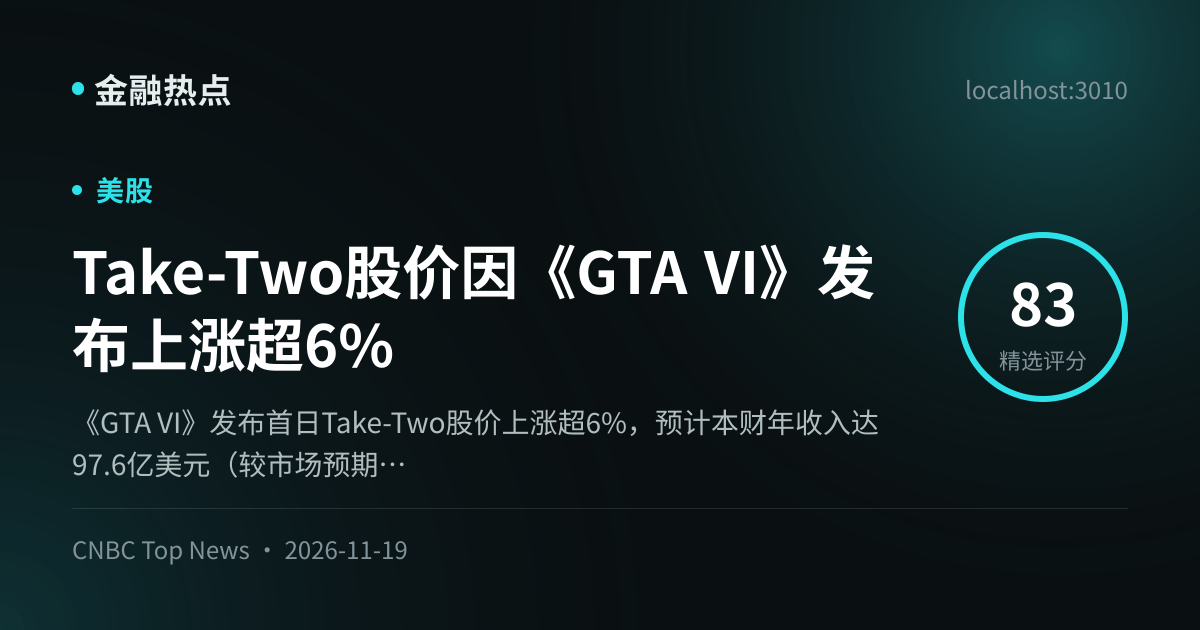 金融热点
localhost:3010
美股
Take-Two股价因《GTA VI》发
布上涨超6%
83
精选评分
《GTA VI》发布首日Take-Two股价上涨超6%，预计本财年收入达
97.6亿美元（较市场预期…
CNBC Top News • 2026-11-19